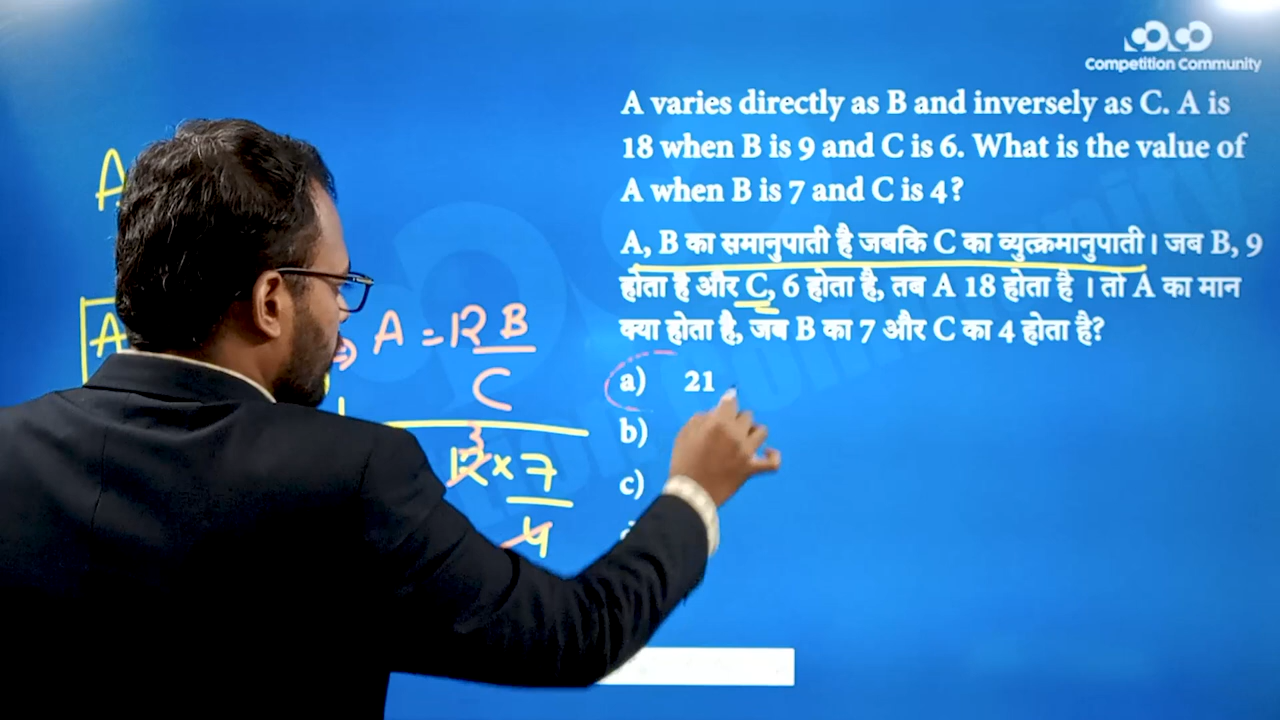 Competition Community
A varies directly as B and inversely as C. A is
18 when B is 9 and C is 6. What is the value of
A when B is 7 and C is 4?
A, B का समानुपाती है जबकि C का व्युत्क्रमानुपाती। जब B, 9
होता है और C, 6 होता है, तब A 18 होता है । तो A का मान
क्या होता है, जब B का 7 और C का 4 होता है?
a) 21
b)
c)
A
A
⇒ A = 12 B
C
3
12 × 7
4